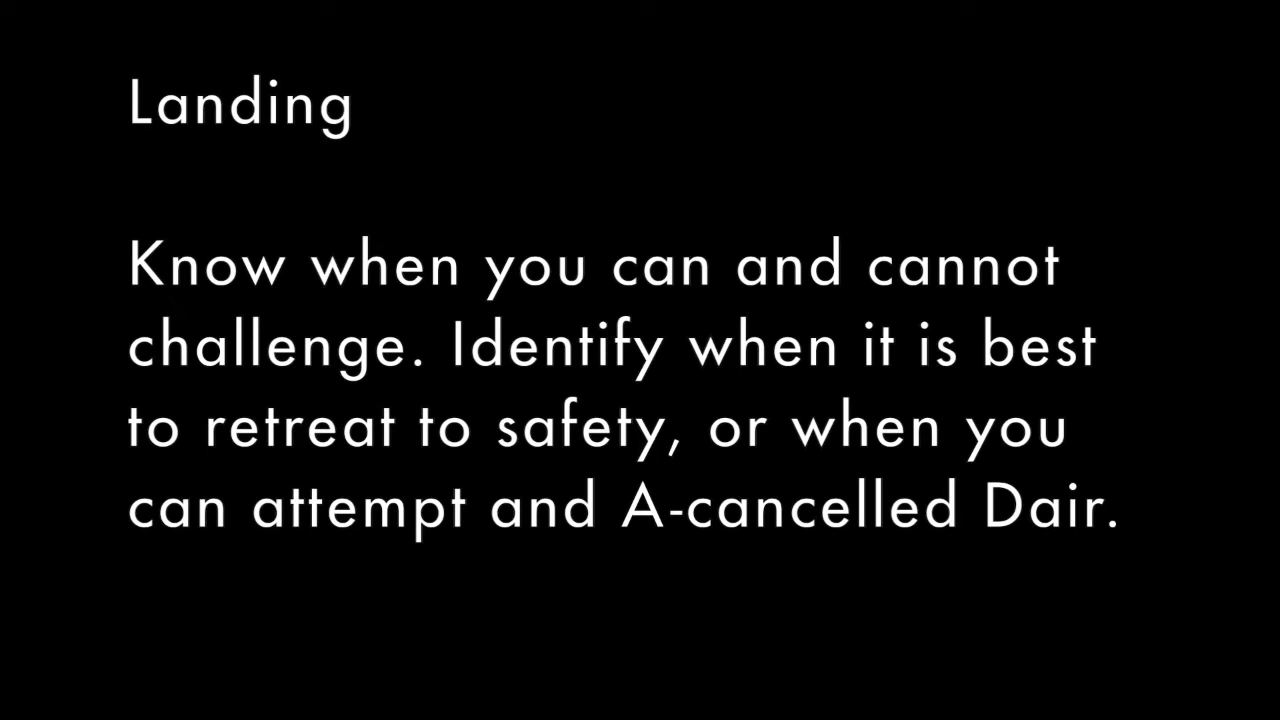 Landing
Know when you can and cannot
challenge. Identify when it is best
to retreat to safety, or when you
can attempt and A-cancelled Dair.